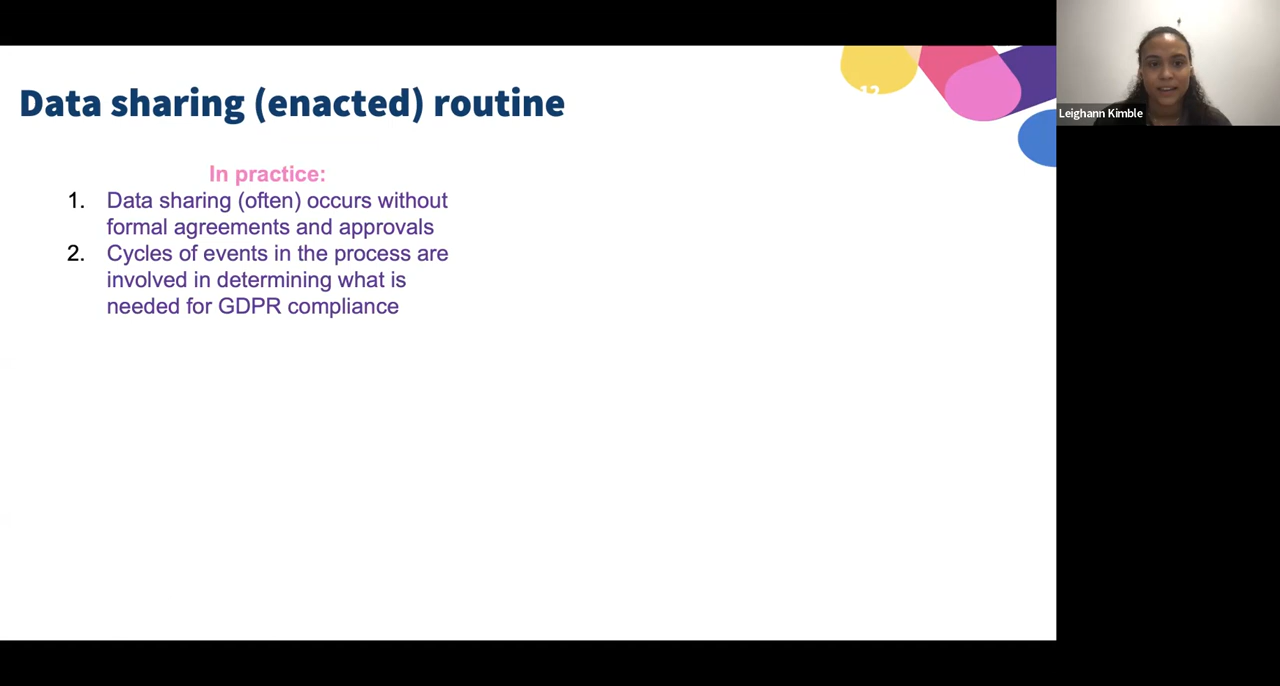 Data sharing (enacted) routine
12
Leighann Kimble
In practice:
1. Data sharing (often) occurs without
formal agreements and approvals
2. Cycles of events in the process are
involved in determining what is
needed for GDPR compliance